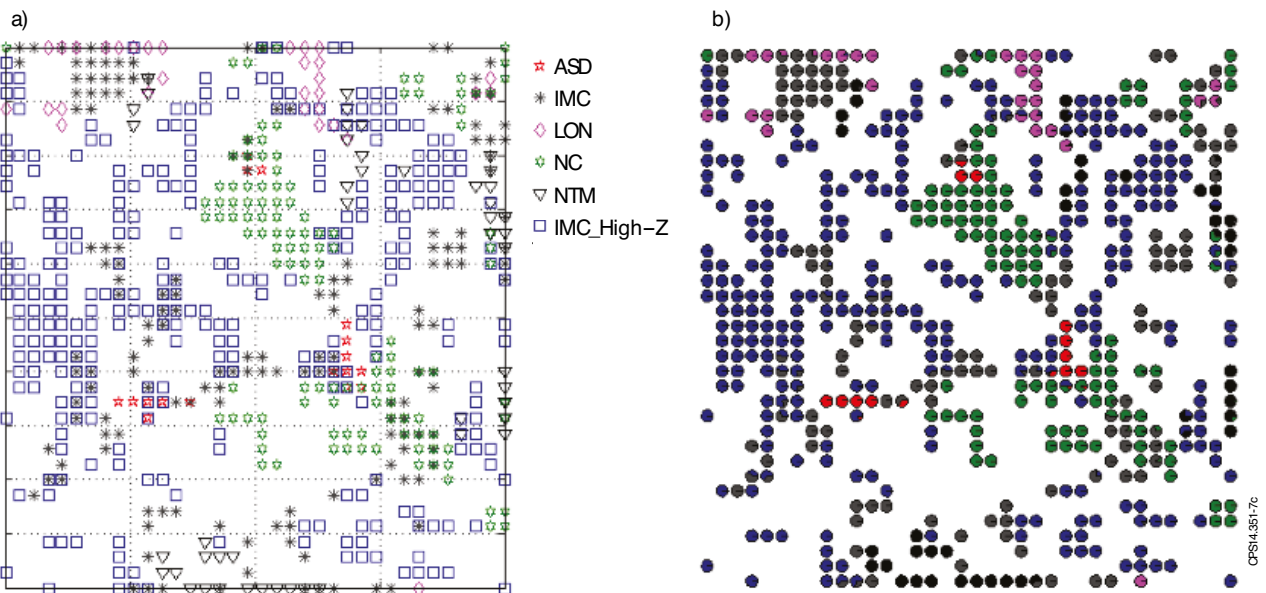 a)
b)
ASD
IMC
LON
NC
NTM
IMC_High-Z
CPS14.351-7c